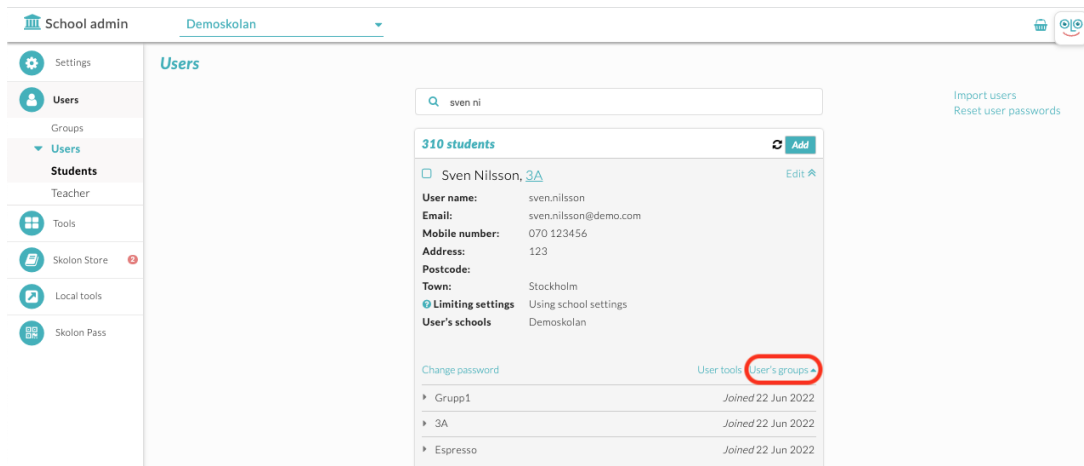 School admin
Demoskolan
Settings
Users
Groups
Users
Students
Teacher
Tools
Skolon Store 2
Local tools
Skolon Pass
Users
sven ni
Import users
Reset user passwords
310 students Add
Sven Nilsson, 3A Edit
User name: sven.nilsson
Email: sven.nilsson@demo.com
Mobile number: 070 123456
Address: 123
Postcode:
Town: Stockholm
? Limiting settings Using school settings
User's schools Demoskolan
Change password User tools User's groups
Grupp1 Joined 22 Jun 2022
3A Joined 22 Jun 2022
Espresso Joined 22 Jun 2022